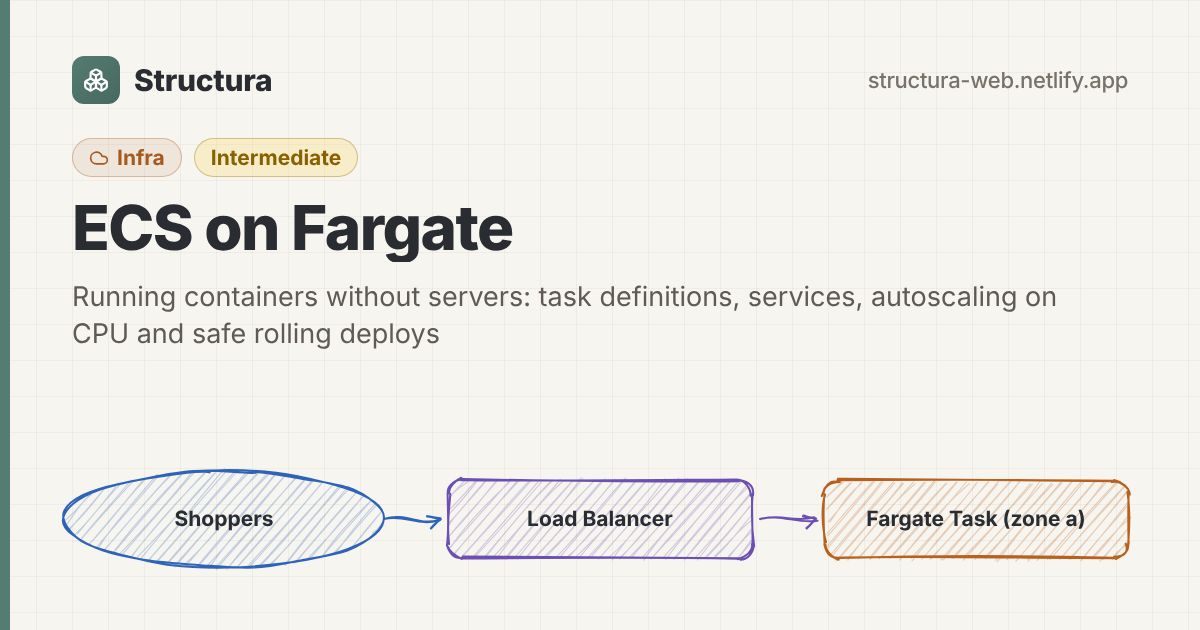 Structura
structura-web.netlify.app
Infra
Intermediate
ECS on Fargate
Running containers without servers: task definitions, services, autoscaling on
CPU and safe rolling deploys
Shoppers
Load Balancer
Fargate Task (zone a)